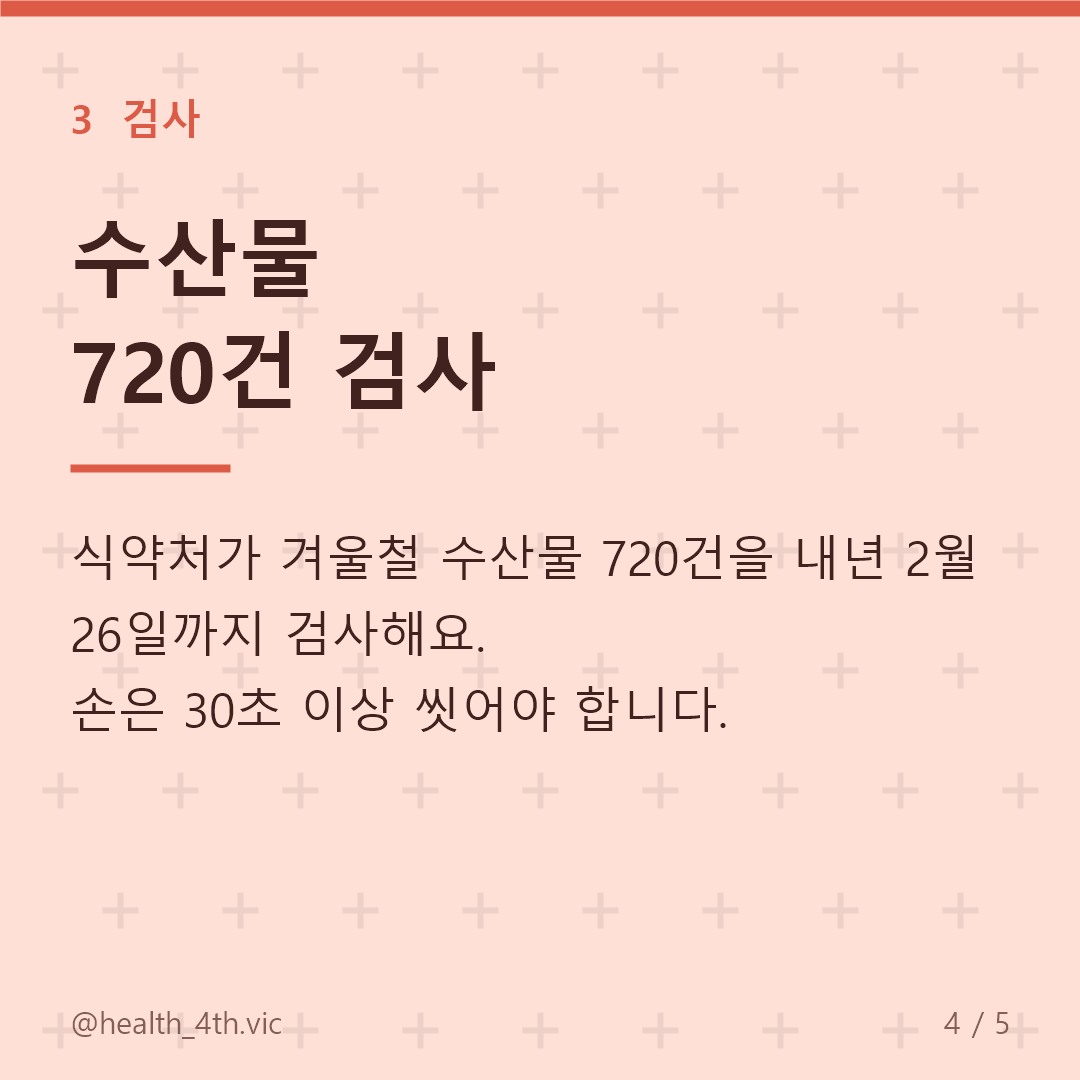 3 검사
수산물
720건 검사
식약처가 겨울철 수산물 720건을 내년 2월
26일까지 검사해요.
손은 30초 이상 씻어야 합니다.
@health_4th.vic
4 / 5